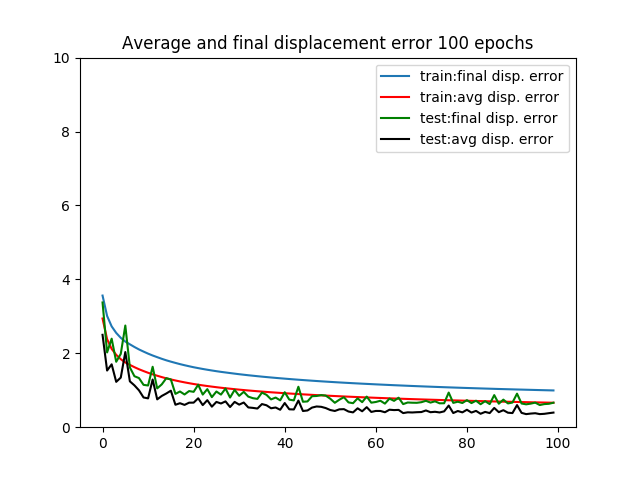 Average and final displacement error 100 epochs
10
8
6
4
2
0
train:final disp. error
train:avg disp. error
test:final disp. error
test:avg disp. error
0 20 40 60 80 100